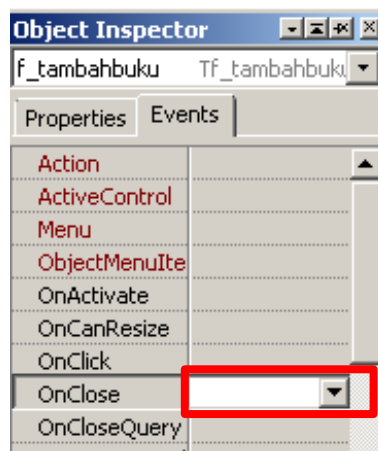 Object Inspector
f_tambahbuku Tf_tambahbuku
Properties Events
Action
ActiveControl
Menu
ObjectMenuIte
OnActivate
OnCanResize
OnClick
OnClose
OnCloseQuery